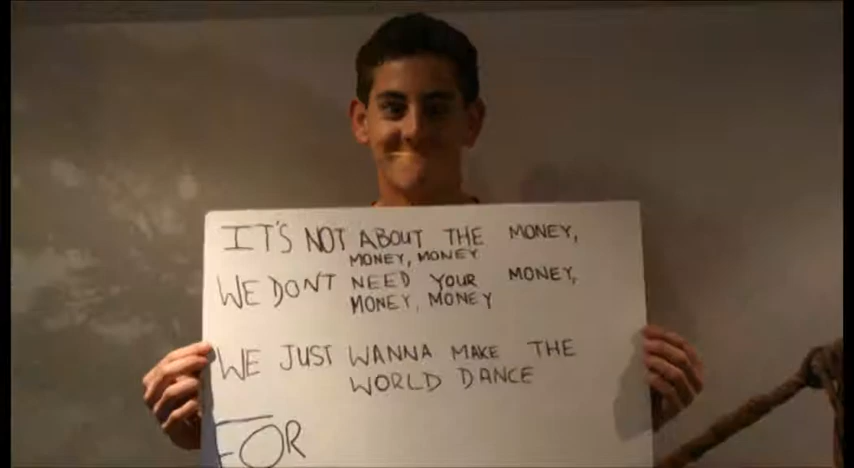 IT'S NOT ABOUT THE MONEY,
MONEY, MONEY
WE DON'T NEED YOUR MONEY,
MONEY, MONEY
WE JUST WANNA MAKE THE
WORLD DANCE
FOR